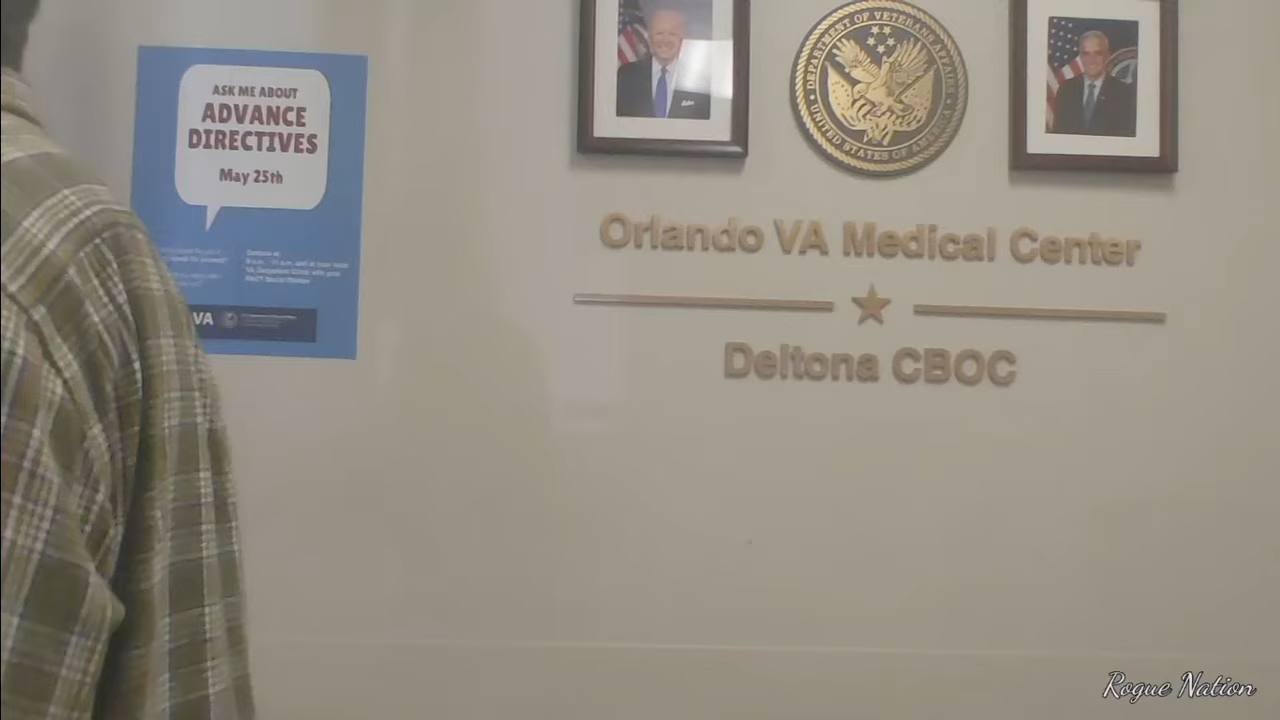 ASK ME ABOUT
ADVANCE
DIRECTIVES
May 25th
VA
DEPARTMENT OF VETERANS AFFAIRS
UNITED STATES OF AMERICA
Orlando VA Medical Center
Deltona CBOC
Rogue Nation